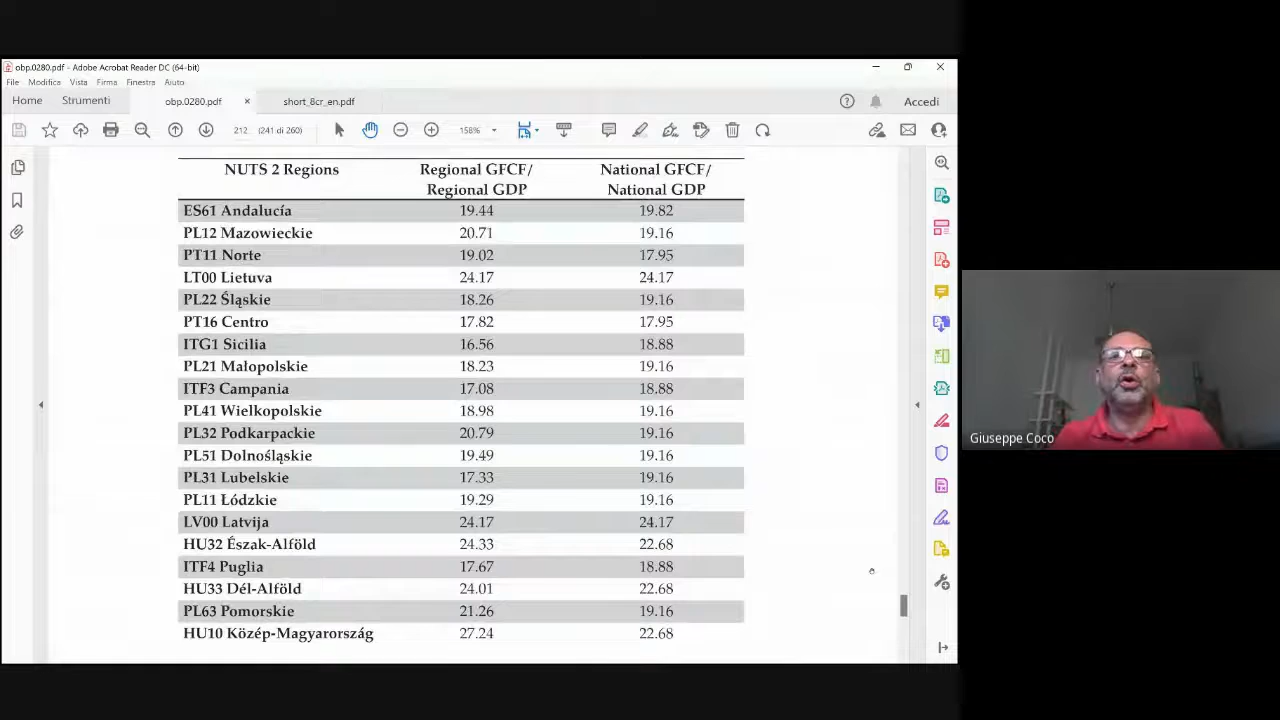 obp.0280.pdf - Adobe Acrobat Reader DC (64-bit)
File Modifica Vista Firma Finestra Aiuto
Home Strumenti obp.0280.pdf × short_8cr_en.pdf Accedi
212 (241 di 260) 158%
NUTS 2 Regions Regional GFCF/ National GFCF/
Regional GDP National GDP
ES61 Andalucía 19.44 19.82
PL12 Mazowieckie 20.71 19.16
PT11 Norte 19.02 17.95
LT00 Lietuva 24.17 24.17
PL22 Śląskie 18.26 19.16
PT16 Centro 17.82 17.95
ITG1 Sicilia 16.56 18.88
PL21 Małopolskie 18.23 19.16
ITF3 Campania 17.08 18.88
PL41 Wielkopolskie 18.98 19.16
PL32 Podkarpackie 20.79 19.16
PL51 Dolnośląskie 19.49 19.16
PL31 Lubelskie 17.33 19.16
PL11 Łódzkie 19.29 19.16
LV00 Latvija 24.17 24.17
HU32 Észak-Alföld 24.33 22.68
ITF4 Puglia 17.67 18.88
HU33 Dél-Alföld 24.01 22.68
PL63 Pomorskie 21.26 19.16
HU10 Közép-Magyarország 27.24 22.68
Giuseppe Coco